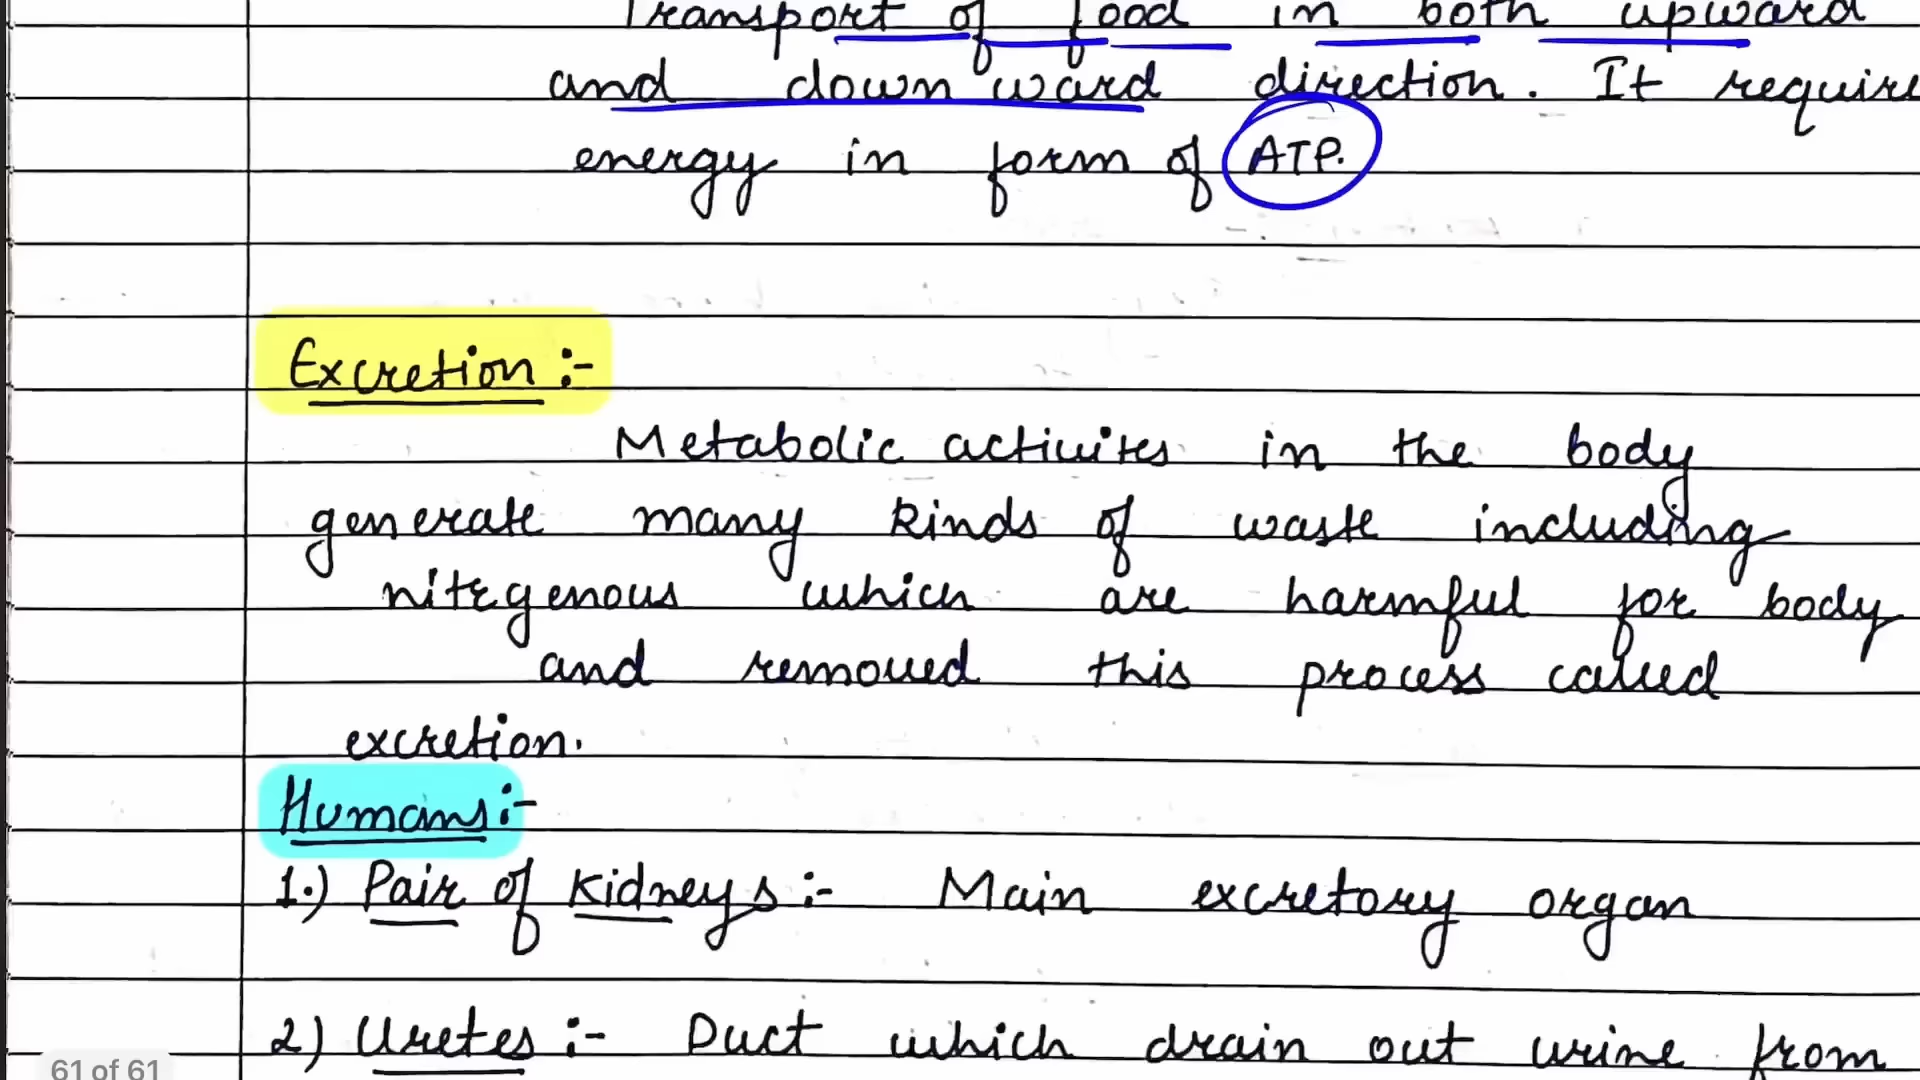 Transport of food in both upward
and downward direction. It require
energy in form of ATP.
Excretion :-
Metabolic activites in the body
generate many kinds of waste including
nitrgenous which are harmful for body
and removed this process called
excretion.
Humans :-
1.) Pair of Kidneys :- Main excretory organ
2) Uretes :- Duct which drain out urine from
61 of 61